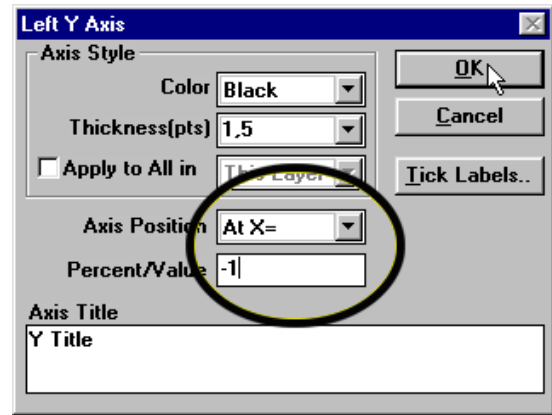 Left Y Axis
Axis Style
Color Black
Thickness(pts) 1,5
Apply to All in This Layer
Axis Position At X=
Percent/Value -1
Axis Title
Y Title
OK
Cancel
Tick Labels..